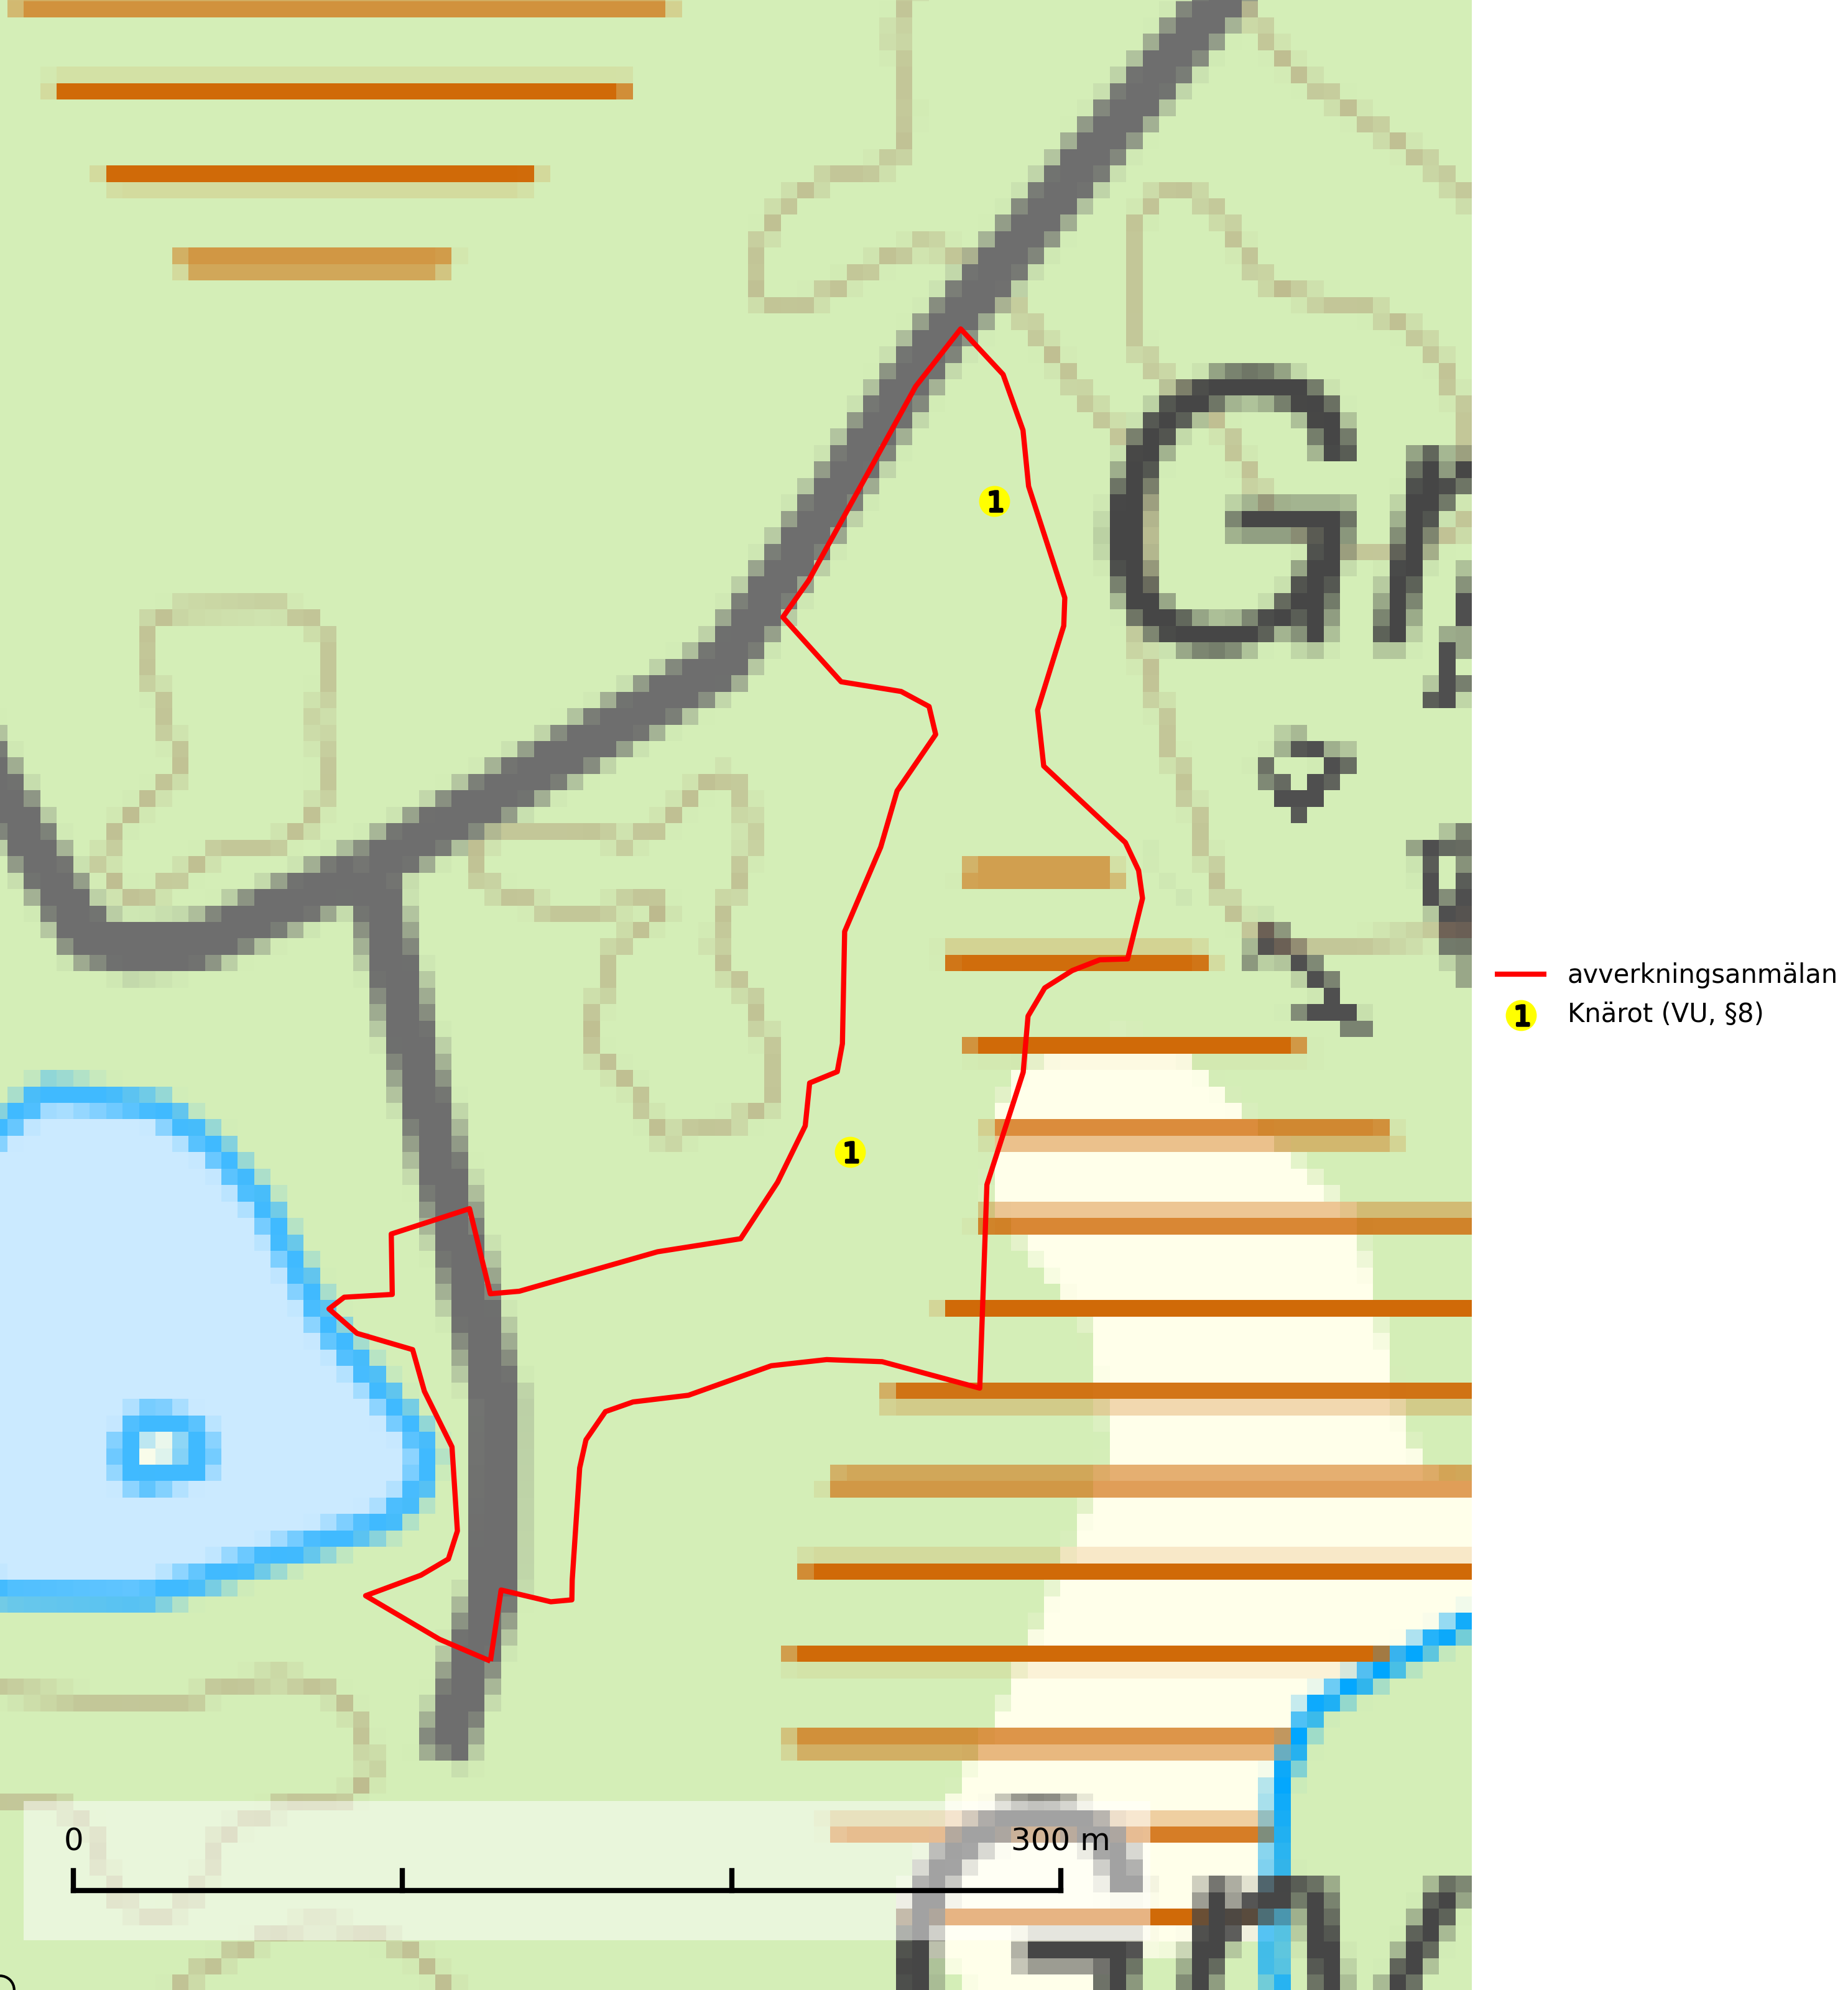 1
G
1
avverkningsanmälan
1 Knärot (VU, §8)
0 300 m